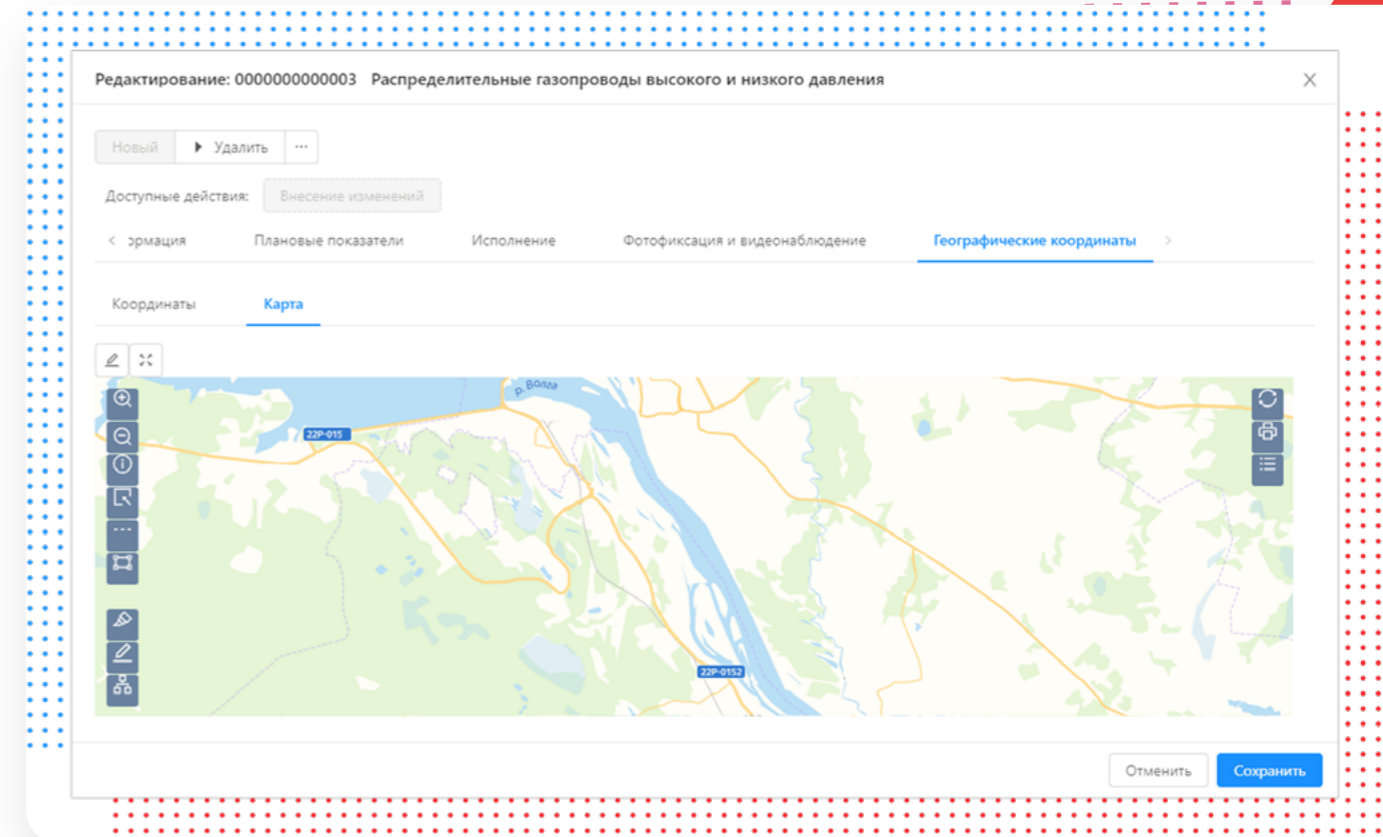 Редактирование: 0000000000003 Распределительные газопроводы высокого и низкого давления
Новый Удалить ...
Доступные действия: Внесение изменений
ормация Плановые показатели Исполнение Фотофиксация и видеонаблюдение Географические координаты
Координаты Карта
р. Волга
22Р-015
22Р-0152
Отменить Сохранить